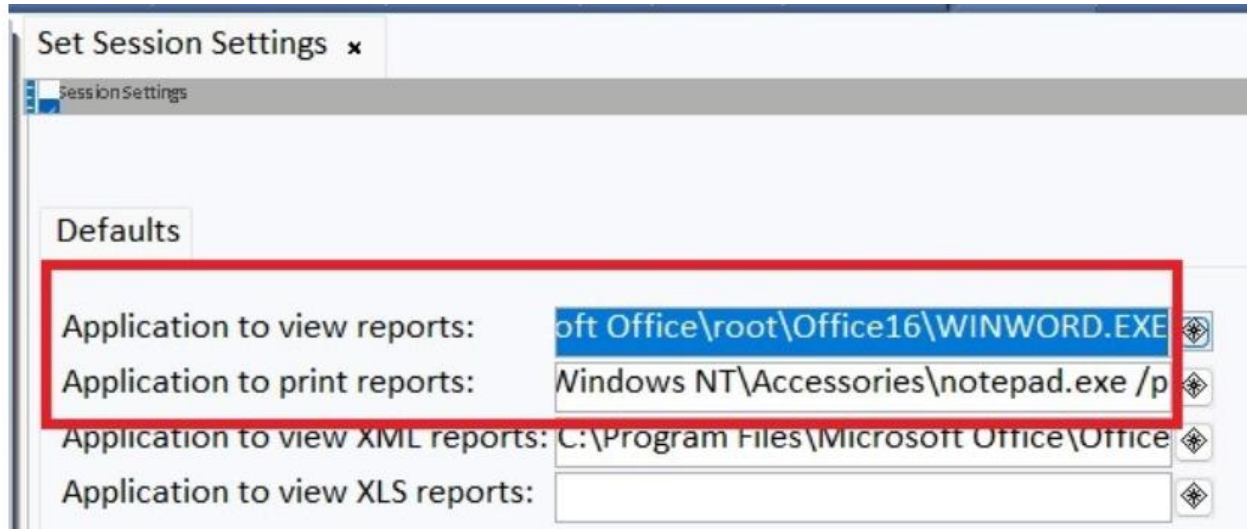 Set Session Settings x
Session Settings
Defaults
Application to view reports: oft Office\root\Office16\WINWORD.EXE
Application to print reports: Windows NT\Accessories\notepad.exe /p
Application to view XML reports: C:\Program Files\Microsoft Office\Office
Application to view XLS reports: